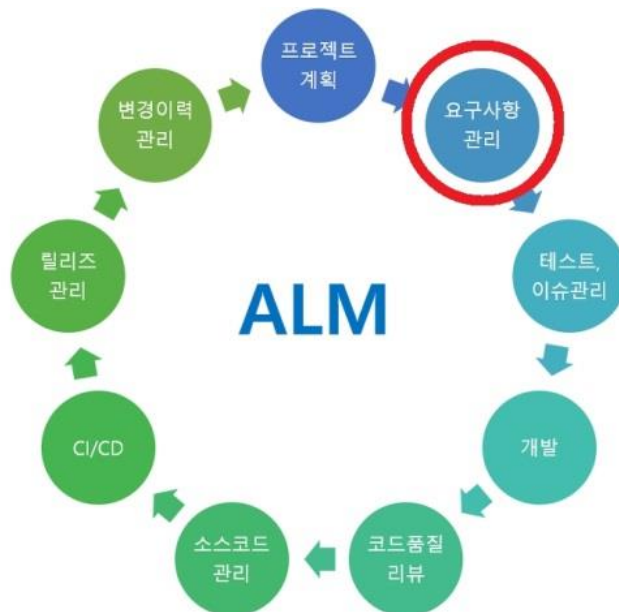 프로젝트
계획
요구사항
관리
테스트,
이슈관리
개발
코드품질
리뷰
소스코드
관리
CI/CD
릴리즈
관리
변경이력
관리
ALM